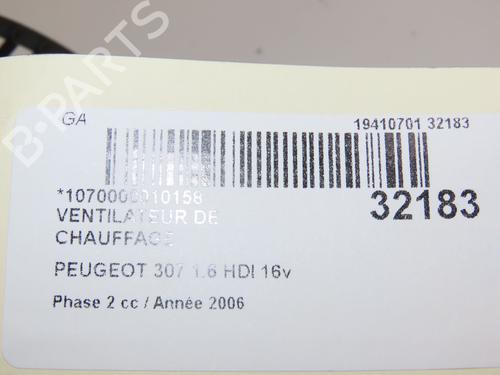 B-PARTS
GA
19410701 32183
*1070000010158
32183
VENTILATEUR DE
CHAUFFAGE
PEUGEOT 307 1.6 HDI 16v
Phase 2 cc / Année 2006